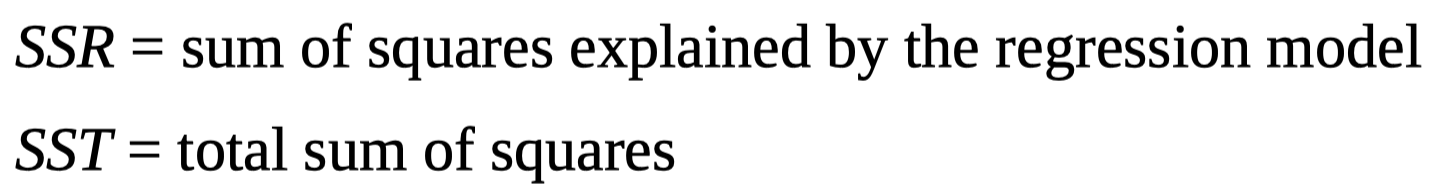 SSR = sum of squares explained by the regression model
SST = total sum of squares